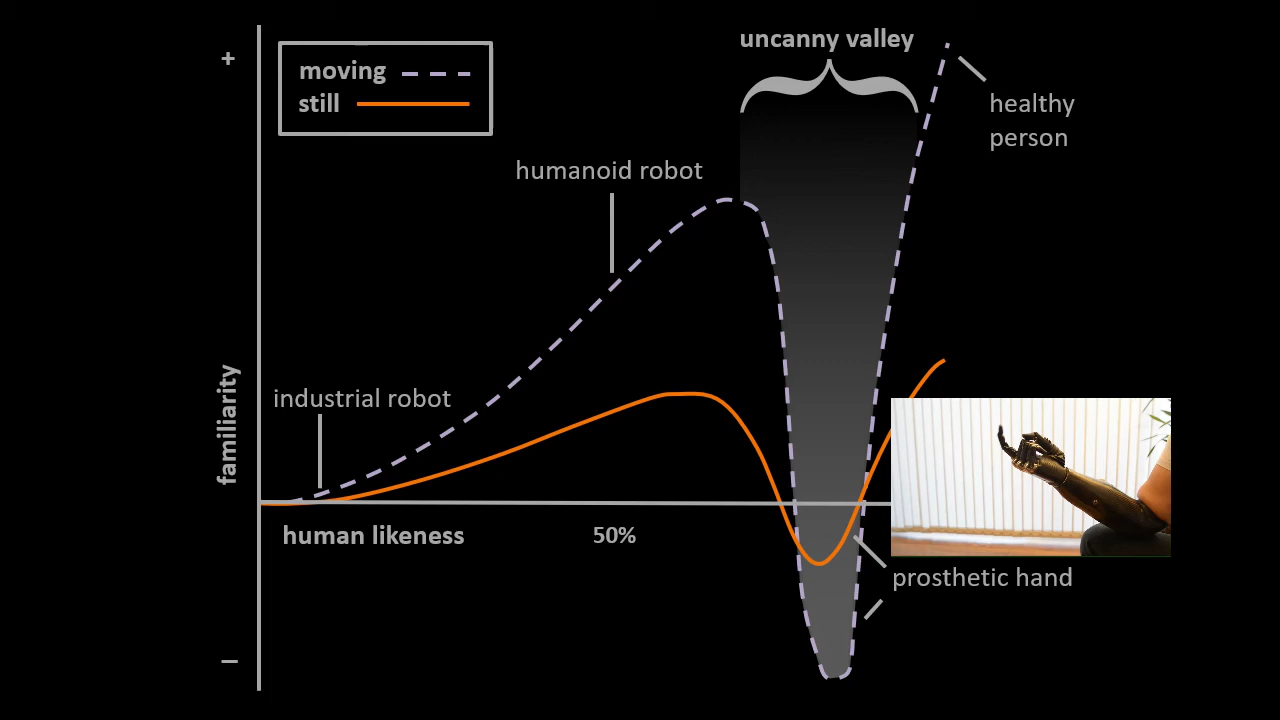 uncanny valley
+
moving
still
healthy
person
humanoid robot
familiarity
industrial robot
human likeness
50%
prosthetic hand
–